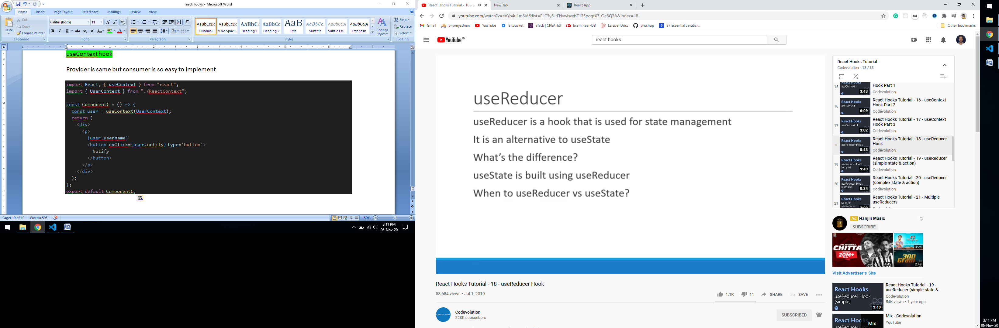 reactHooks - Microsoft Word
Home Insert Page Layout References Mailings Review View
Paste
Cut
Copy
Format Painter
Clipboard
Calibri (Body) 11
Font
Paragraph
AaBbCcDc AaBbCcDc AaBbC AaBbCc AaB AaBbCc. AaBbCcDc AaBbCcDc
¶ Normal ¶ No Spaci... Heading 1 Heading 2 Title Subtitle Subtle Em... Emphasis
Change Styles
Styles
Find
Replace
Select
Editing
useContext hook
Provider is same but consumer is so easy to implement
import React, { useContext } from "react";
import { UserContext } from "./ReactContext";
const ComponentC = () => {
const user = useContext(UserContext);
return (
<div>
<p>
{user.username}
<button onClick={user.notify} type='button'>
Notify
</button>
</p>
</div>
);
};
export default ComponentC;
Page: 10 of 10 Words: 505 150%
3:11 PM
06-Nov-20
React Hooks Tutorial - 18 - u New Tab React App
youtube.com/watch?v=cVYp4u1m6iA&list=PLC3y8-rFHvwisvxhZ135pogtX7_Oe3Q3A&index=18
Gmail phpmyadmin YouTube Bitbucket Slack | CREATES Examineer-DB Laravel Docs proshop 37 Essential JavaScr... Other bookmarks
YouTube IN
react hooks
useReducer
useReducer is a hook that is used for state management
It is an alternative to useState
What's the difference?
useState is built using useReducer
When to useReducer vs useState?
React Hooks Tutorial - 18 - useReducer Hook
58,684 views • Jul 1, 2019
1.1K 11 SHARE SAVE
Codevolution
228K subscribers
SUBSCRIBED
React Hooks Tutorial
Codevolution - 18 / 33
15 3:43 Hook Part 1
Codevolution
16 React Hooks useContext II 6:09 React Hooks Tutorial - 16 - useContext
Hook Part 2
Codevolution
17 React Hooks useContext III 3:02 React Hooks Tutorial - 17 - useContext
Hook Part 3
Codevolution
React Hooks useReducer Hook 8:43 React Hooks Tutorial - 18 - useReducer
Hook
Codevolution
19 React Hooks useReducer Hook (simple) 9:49 React Hooks Tutorial - 19 - useReducer
(simple state & action)
Codevolution
20 React Hooks useReducer Hook (complex) 8:34 React Hooks Tutorial - 20 - useReducer
(complex state & action)
Codevolution
21 React Hooks Multiple useReducers React Hooks Tutorial - 21 - Multiple
useReducers
Ad Hanjiii Music
SUBSCRIBE
CHITTA
20M+
4:45
3:28
300 Gram
2:49
Visit Advertiser's Site
React Hooks
useReducer Hook
(simple)
9:49
React Hooks Tutorial - 19 -
useReducer (simple state &...
Codevolution
54K views • 1 year ago
React Hooks
Mix
Mix - Codevolution
YouTube
3:11 PM
06-Nov-20